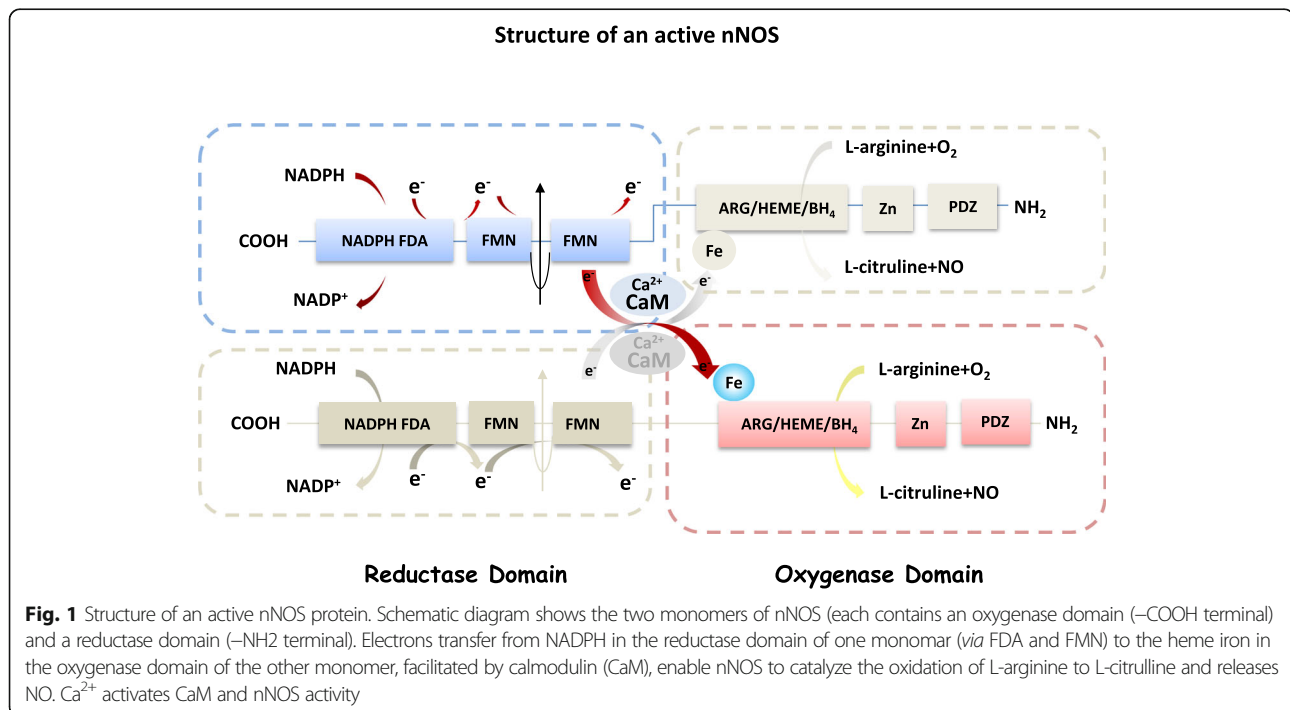 Structure of an active nNOS
NADPH
e⁻
e⁻
e⁻
COOH
NADPH FDA
FMN
FMN
NADP⁺
L-arginine+O₂
ARG/HEME/BH₄
Zn
PDZ
NH₂
Fe
L-citruline+NO
e⁻
Ca²⁺
CaM
e⁻
Ca²⁺
CaM
e⁻
e⁻
NADPH
COOH
NADPH FDA
FMN
FMN
NADP⁺
e⁻
e⁻
e⁻
Fe
L-arginine+O₂
ARG/HEME/BH₄
Zn
PDZ
NH₂
L-citruline+NO
Reductase Domain
Oxygenase Domain
Fig. 1 Structure of an active nNOS protein. Schematic diagram shows the two monomers of nNOS (each contains an oxygenase domain (−COOH terminal)
and a reductase domain (−NH2 terminal). Electrons transfer from NADPH in the reductase domain of one monomar (via FDA and FMN) to the heme iron in
the oxygenase domain of the other monomer, facilitated by calmodulin (CaM), enable nNOS to catalyze the oxidation of L-arginine to L-citrulline and releases
NO. Ca²⁺ activates CaM and nNOS activity